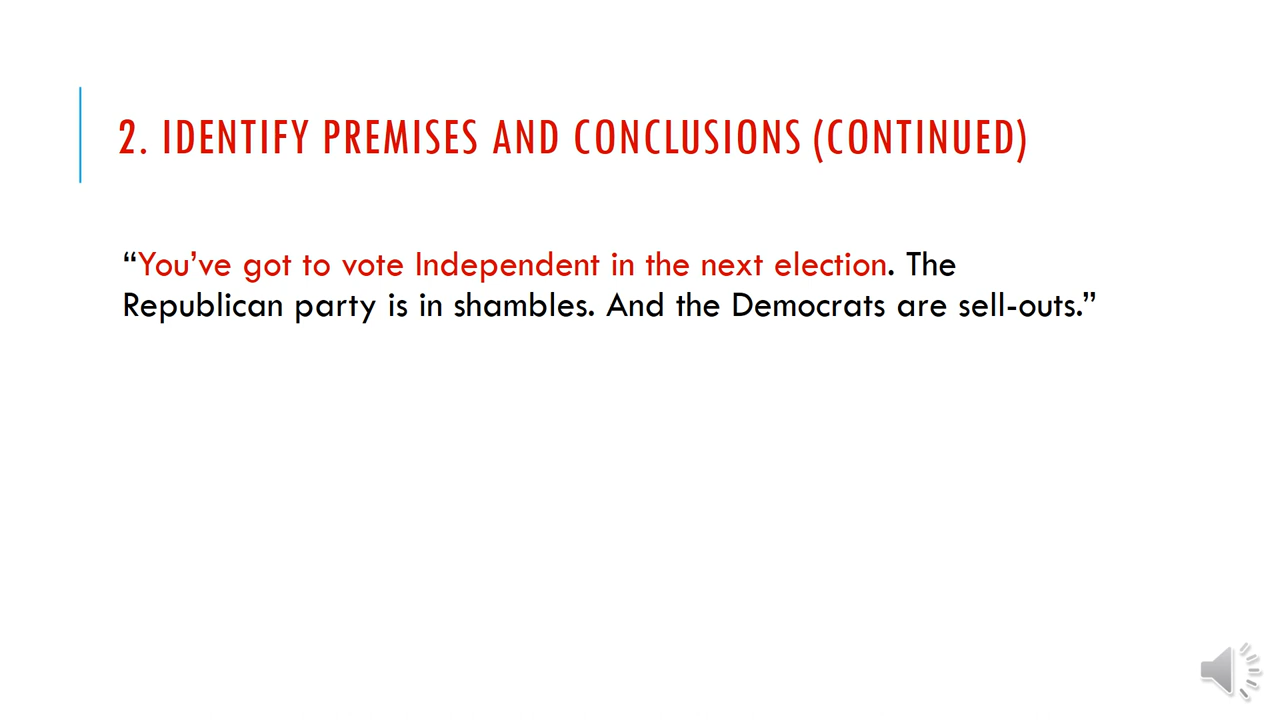 2. IDENTIFY PREMISES AND CONCLUSIONS (CONTINUED)
“You’ve got to vote Independent in the next election. The
Republican party is in shambles. And the Democrats are sell-outs.”